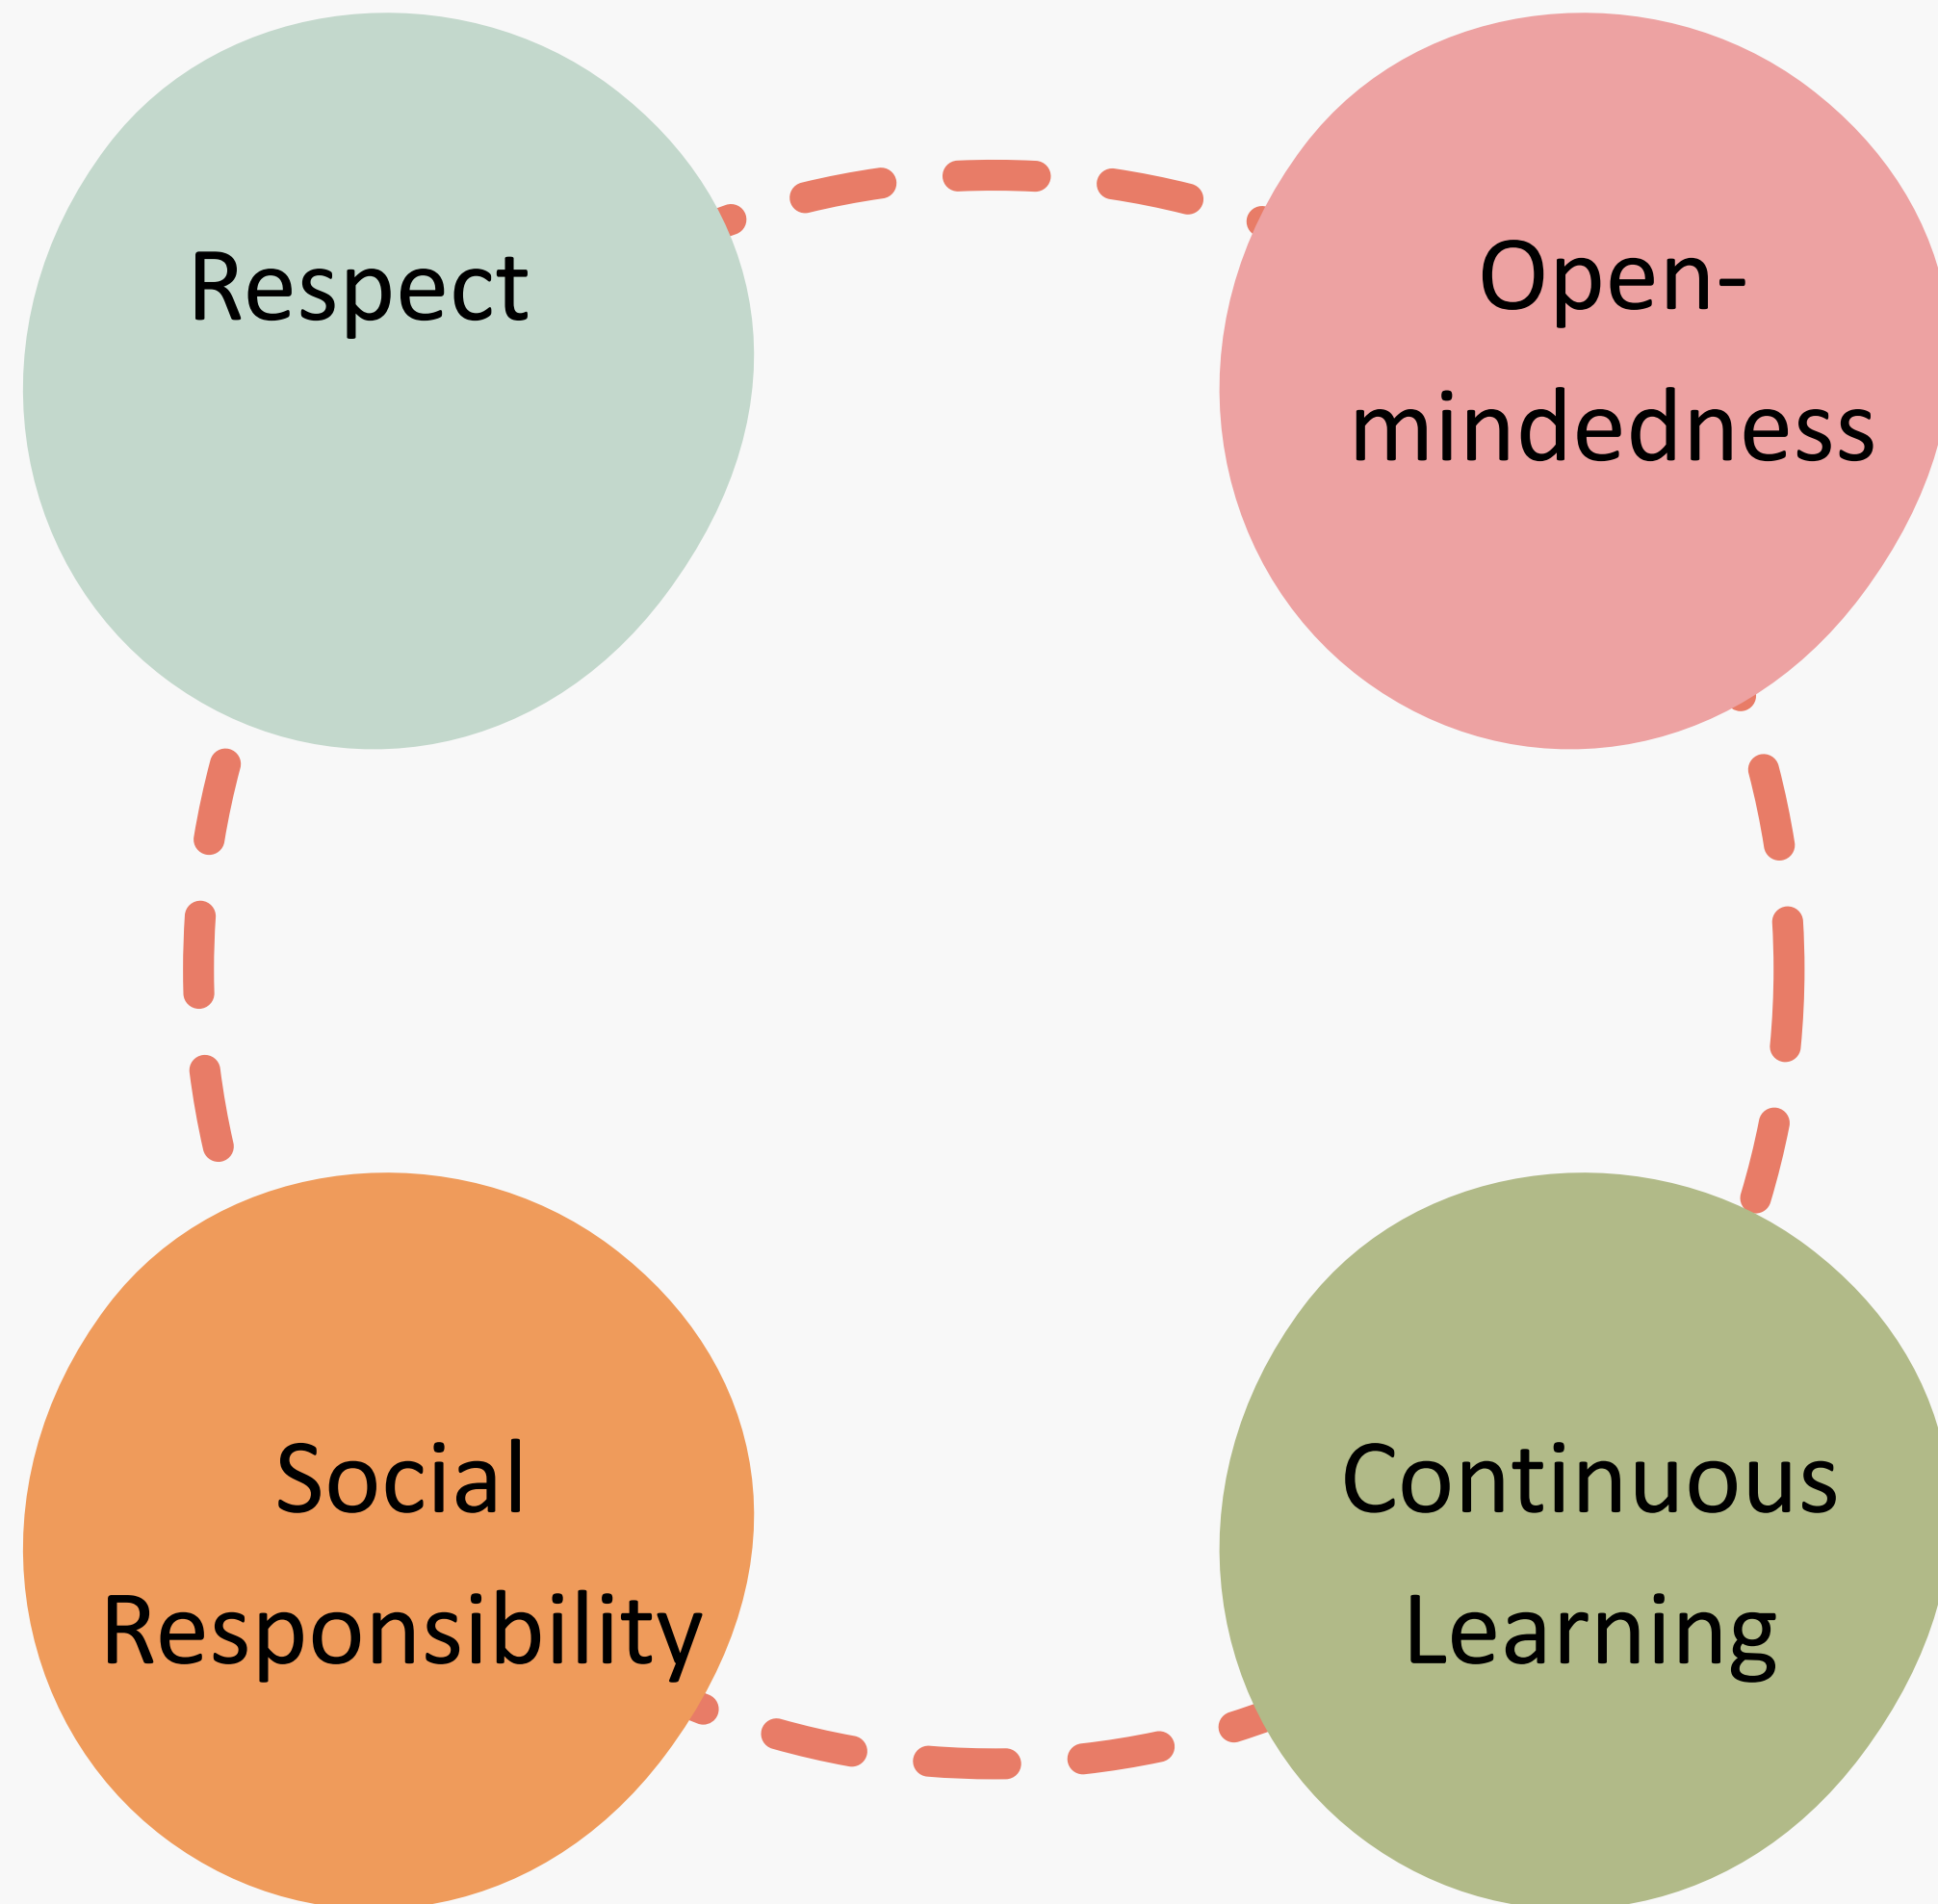 Respect
Open-
mindedness
Social
Responsibility
Continuous
Learning